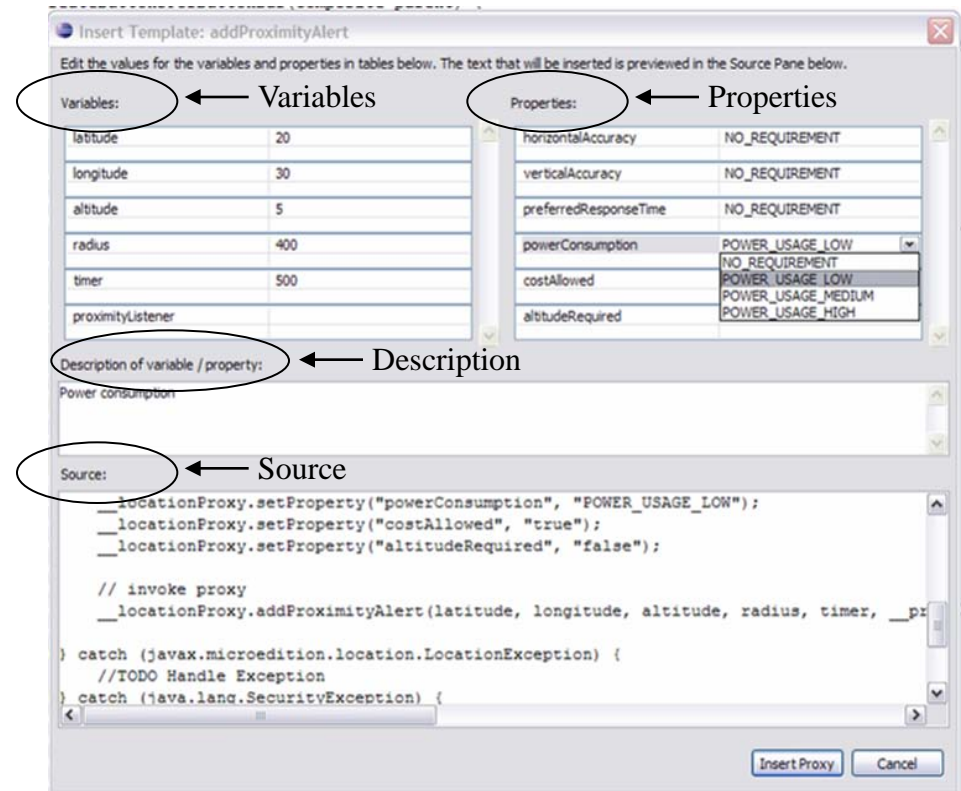 Insert Template: addProximityAlert
Edit the values for the variables and properties in tables below. The text that will be inserted is previewed in the Source Pane below.
Variables: Variables Properties: Properties
latitude 20 horizontalAccuracy NO_REQUIREMENT
longitude 30 verticalAccuracy NO_REQUIREMENT
altitude 5 preferredResponseTime NO_REQUIREMENT
radius 400 powerConsumption POWER_USAGE_LOW
NO_REQUIREMENT
timer 500 costAllowed POWER_USAGE_LOW
POWER_USAGE_MEDIUM
proximityListener altitudeRequired POWER_USAGE_HIGH
Description of variable / property: Description
Power consumption
Source: Source
__locationProxy.setProperty("powerConsumption", "POWER_USAGE_LOW");
__locationProxy.setProperty("costAllowed", "true");
__locationProxy.setProperty("altitudeRequired", "false");
// invoke proxy
__locationProxy.addProximityAlert(latitude, longitude, altitude, radius, timer, __pr
} catch (javax.microedition.location.LocationException) {
//TODO Handle Exception
} catch (java.lang.SecurityException) {
Insert Proxy Cancel